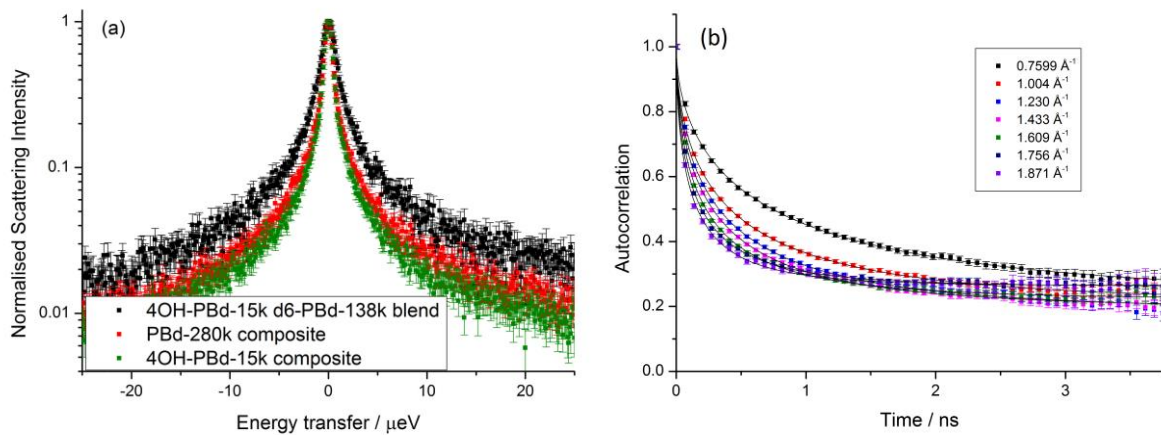 (a)
Normalised Scattering Intensity
1
0.1
0.01
4OH-PBd-15k d6-PBd-138k blend
PBd-280k composite
4OH-PBd-15k composite
-20 -10 0 10 20
Energy transfer / μeV
(b)
Autocorrelation
1.0
0.8
0.6
0.4
0.2
0.0
0.7599 Å⁻¹
1.004 Å⁻¹
1.230 Å⁻¹
1.433 Å⁻¹
1.609 Å⁻¹
1.756 Å⁻¹
1.871 Å⁻¹
0 1 2 3
Time / ns